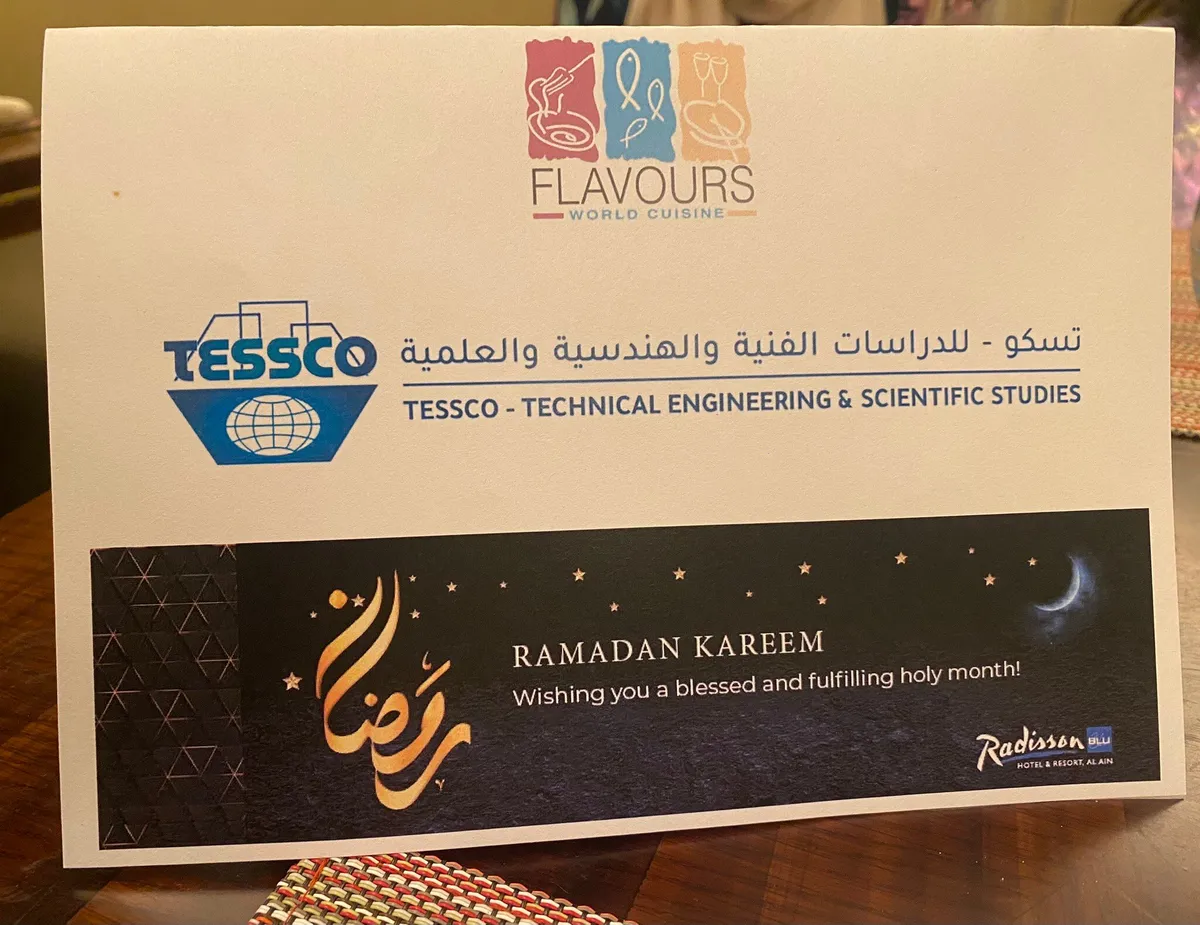 FLAVOURS
WORLD CUISINE
TESSCO
تسكو - للدراسات الفنية والهندسية والعلمية
TESSCO - TECHNICAL ENGINEERING & SCIENTIFIC STUDIES
رمضان
RAMADAN KAREEM
Wishing you a blessed and fulfilling holy month!
Radisson BLU
HOTEL & RESORT, AL AIN